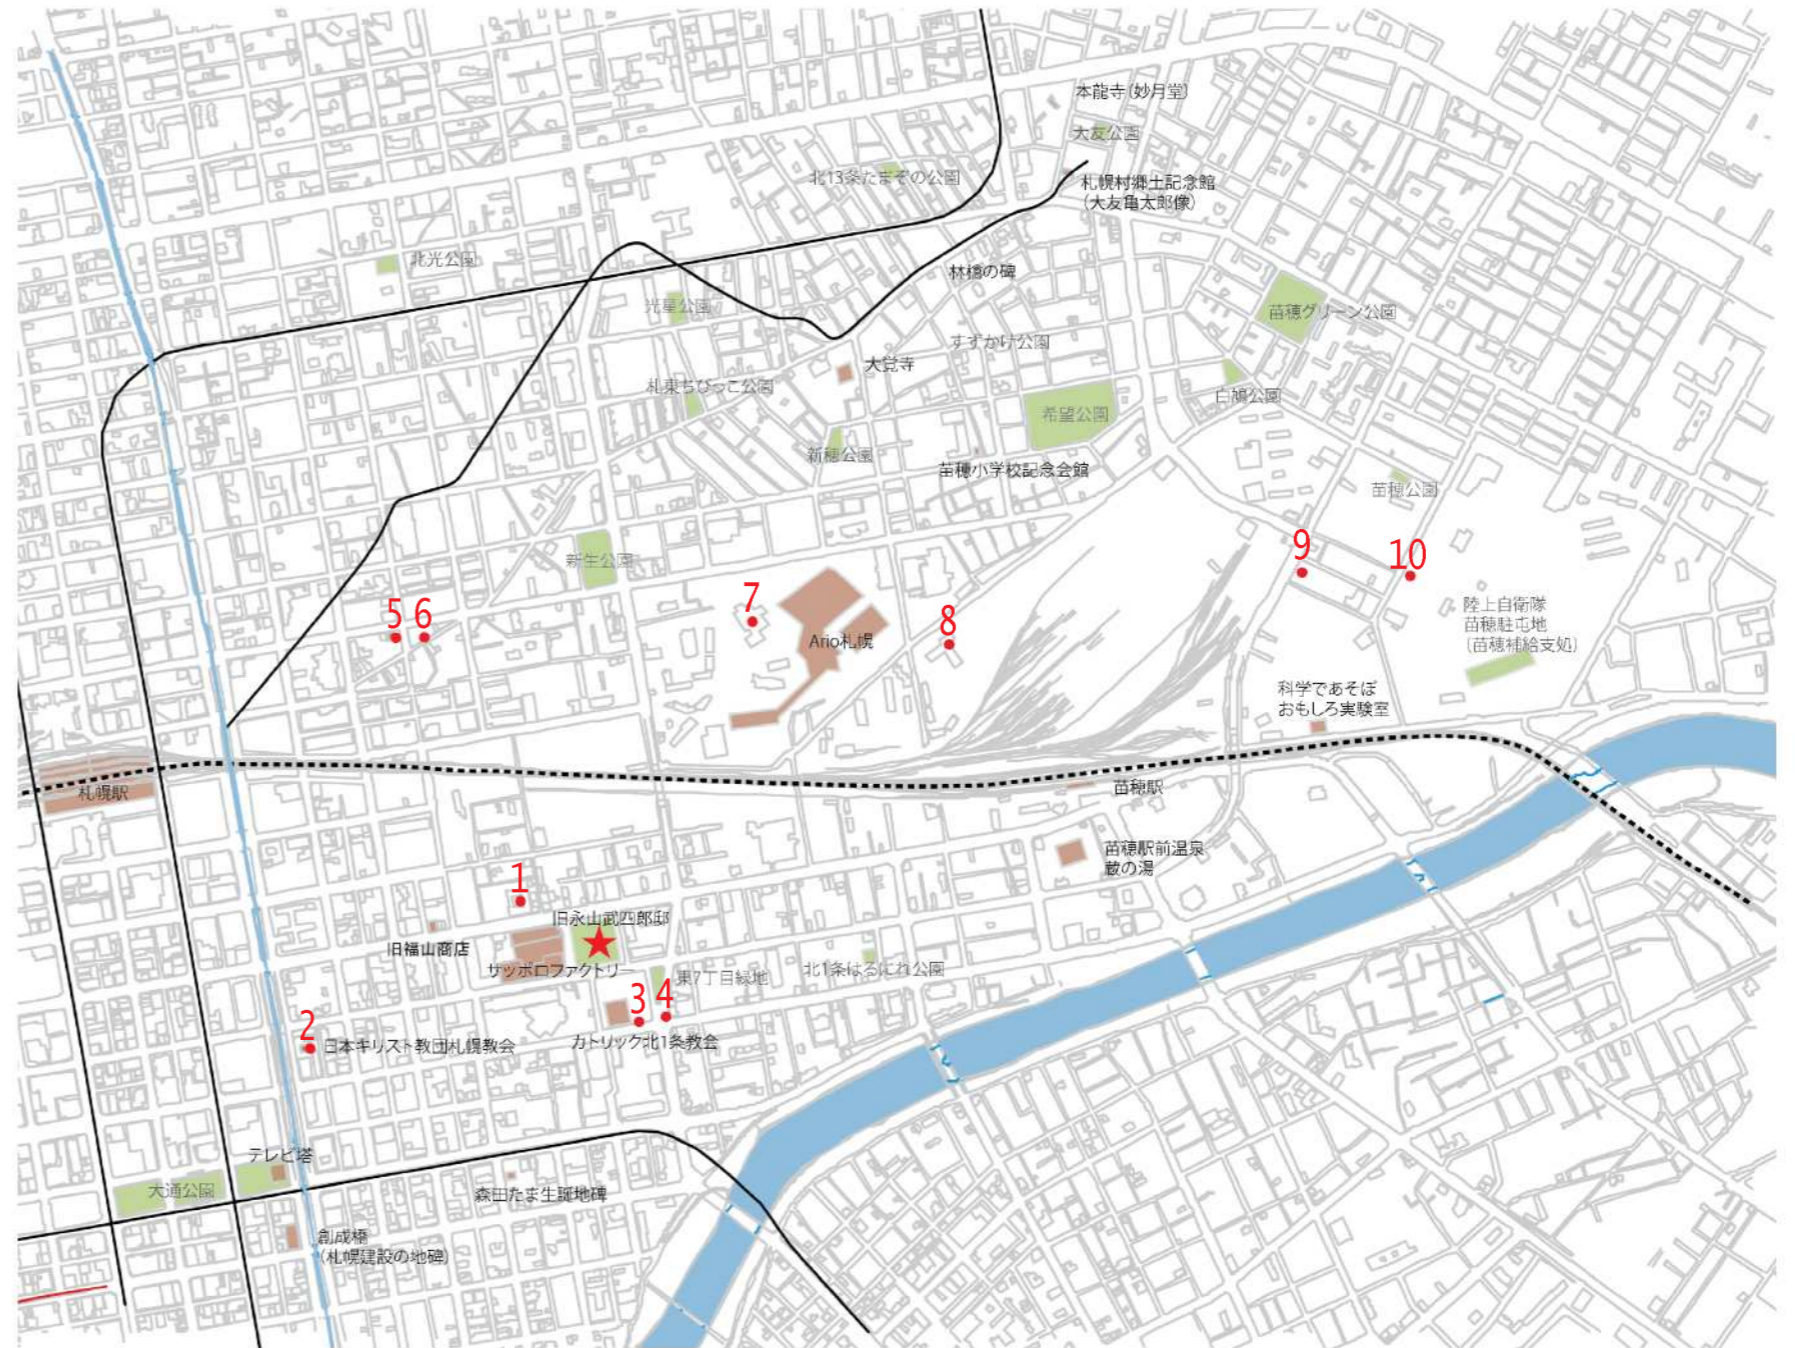 本龍寺(妙月堂)
大友公園
北13条たまぞの公園
札幌村郷土記念館
(大友亀太郎像)
北光公園
林檎の碑
光星公園
苗穂グリーン公園
すずかけ公園
大覚寺
札東ちびっこ公園
白鳩公園
希望公園
新穂公園
苗穂小学校記念会館
苗穂公園
9
10
新生公園
5
6
7
8
陸上自衛隊
苗穂駐屯地
(苗穂補給支処)
Ario札幌
科学であそぼ
おもしろ実験室
札幌駅
苗穂駅
苗穂駅前温泉
蔵の湯
1
旧永山武四郎邸
旧福山商店
サッポロファクトリー
東7丁目緑地
北1条はるにれ公園
3
4
2
日本キリスト教団札幌教会
カトリック北1条教会
テレビ塔
大通公園
森田たま生誕地碑
創成橋
(札幌建設の地碑)